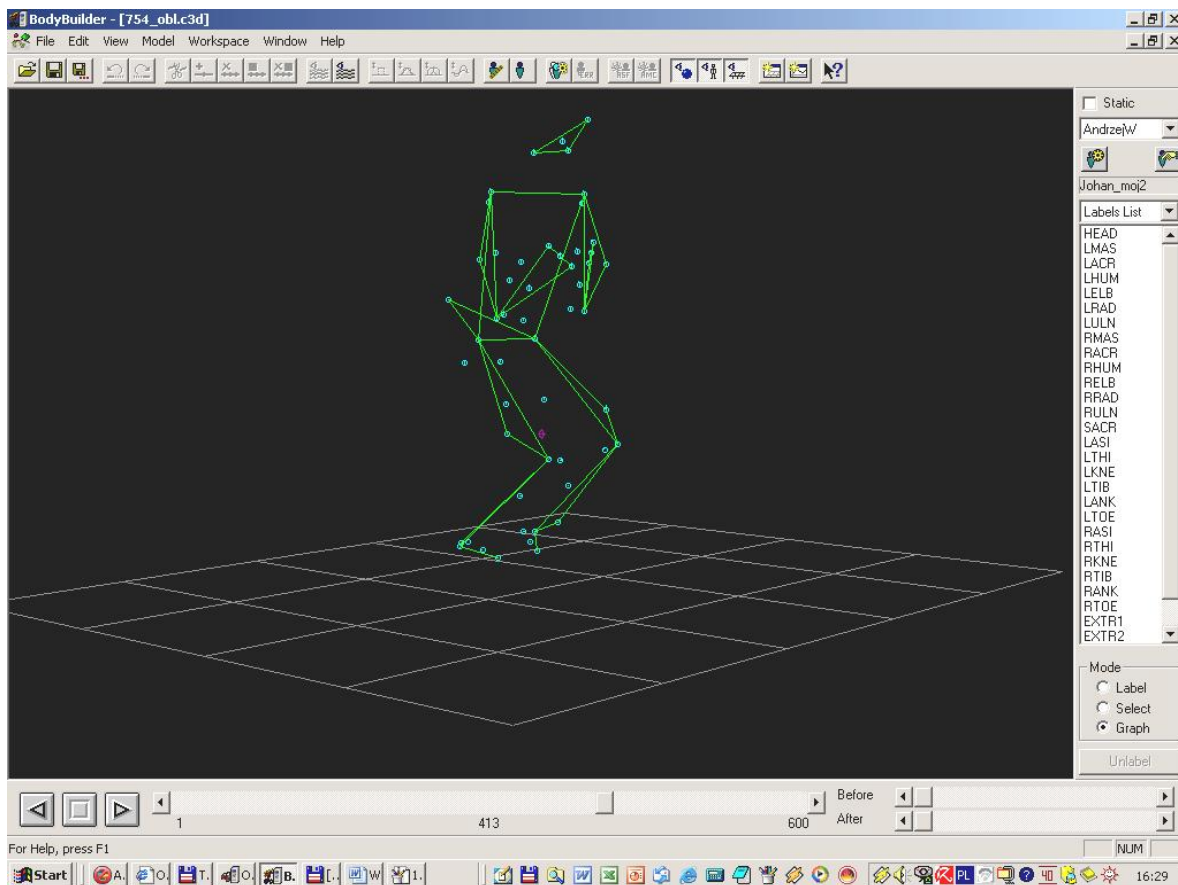 BodyBuilder - [754_obl.c3d]
File Edit View Model Workspace Window Help
Static
AndrzejW
Johan_moj2
Labels List
HEAD
LMAS
LACR
LHUM
LELB
LRAD
LULN
RMAS
RACR
RHUM
RELB
RRAD
RULN
SACR
LASI
LTHI
LKNE
LTIB
LANK
LTOE
RASI
RTHI
RKNE
RTIB
RANK
RTOE
EXTR1
EXTR2
Mode
Label
Select
Graph
Unlabel
Before
After
1 413 600
For Help, press F1
NUM
Start A. O. T. O. B. [. W 1. PL 16:29